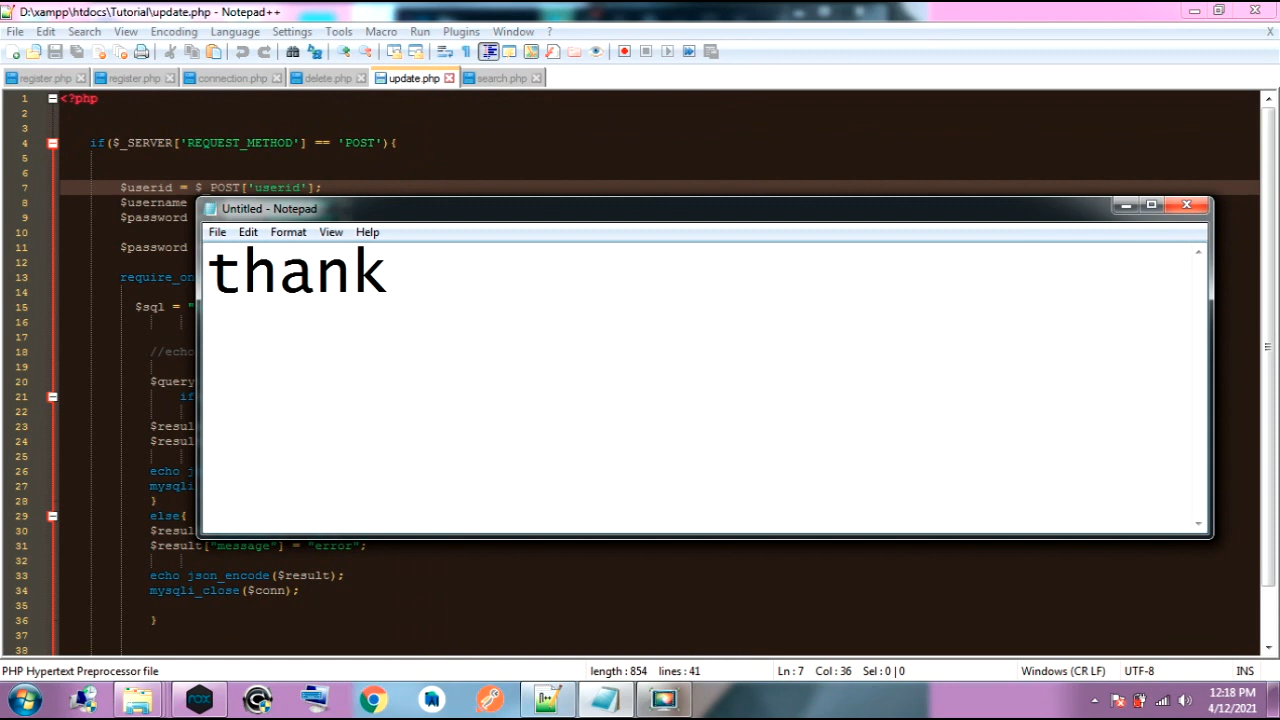 D:\xampp\htdocs\Tutorial\update.php - Notepad++
File Edit Search View Encoding Language Settings Tools Macro Run Plugins Window ? X
register.php register.php connection.php delete.php update.php search.php
1 <?php
2
3
4 if($_SERVER['REQUEST_METHOD'] == 'POST'){
5
6
7 $userid = $_POST['userid'];
8 $username
9 $password
10
11 $password
12
13 require_on
14
15 $sql = "
16
17
18 //echo
19
20 $query
21 if
22
23 $resul
24 $resul
25
26 echo js
27 mysqli
28 }
29 else{
30 $resul
31 $result["message"] = "error";
32
33 echo json_encode($result);
34 mysqli_close($conn);
35
36 }
37
38
Untitled - Notepad
File Edit Format View Help
thank
PHP Hypertext Preprocessor file length : 854 lines : 41 Ln : 7 Col : 36 Sel : 0 | 0 Windows (CR LF) UTF-8 INS
nox
12:18 PM
4/12/2021